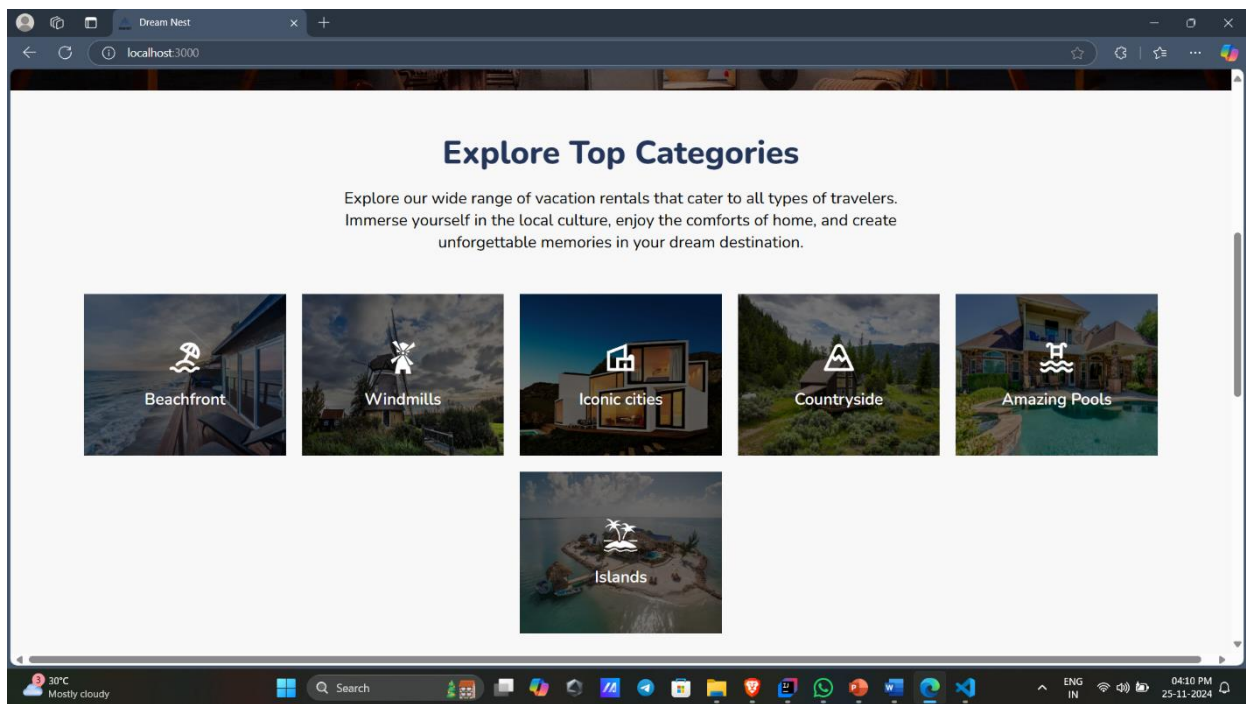 Dream Nest
localhost:3000
Explore Top Categories
Explore our wide range of vacation rentals that cater to all types of travelers.
Immerse yourself in the local culture, enjoy the comforts of home, and create
unforgettable memories in your dream destination.
Beachfront
Windmills
Iconic cities
Countryside
Amazing Pools
Islands
3
30°C
Mostly cloudy
Search
ENG
IN
04:10 PM
25-11-2024